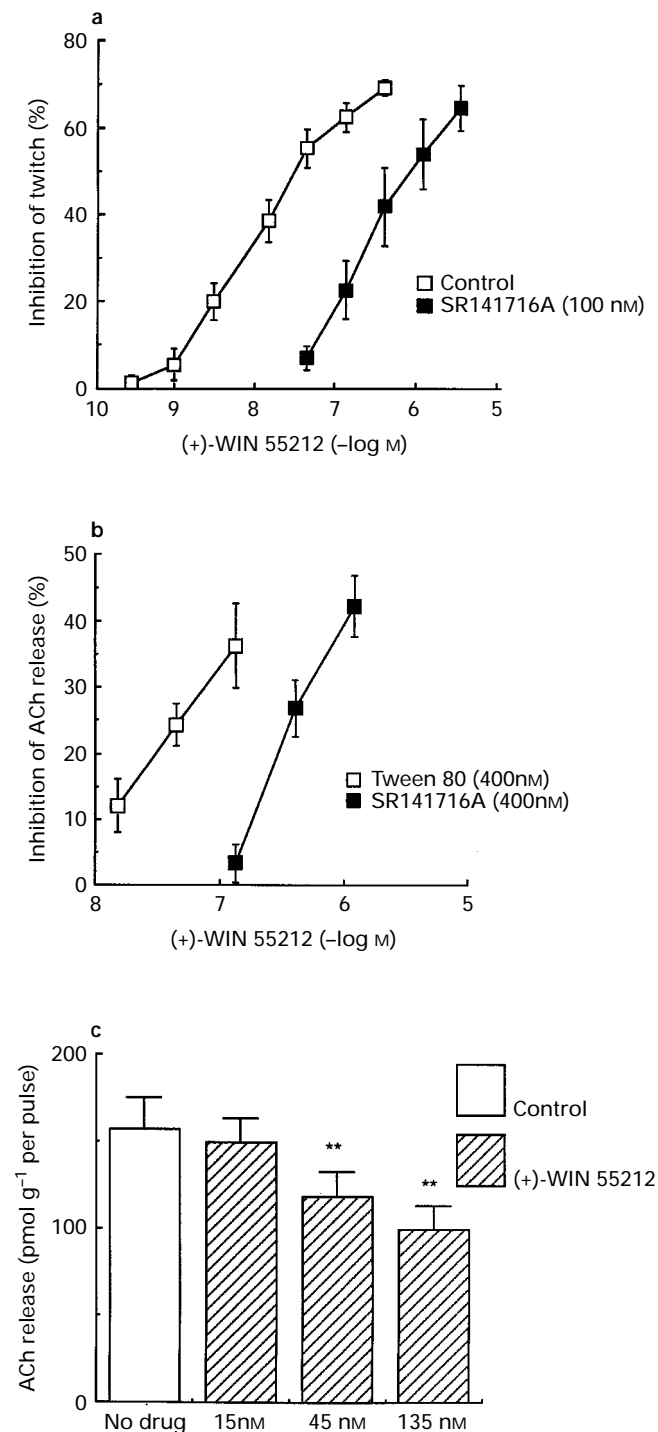 a
80
60
40
20
0
Inhibition of twitch (%)
Control
SR141716A (100 nM)
10 9 8 7 6 5
(+)-WIN 55212 (–log M)
b
50
40
30
20
10
0
Inhibition of ACh release (%)
Tween 80 (400nM)
SR141716A (400nM)
8 7 6 5
(+)-WIN 55212 (–log M)
c
200
100
0
ACh release (pmol g⁻¹ per pulse)
Control
(+)-WIN 55212
**
**
No drug 15nM 45 nM 135 nM